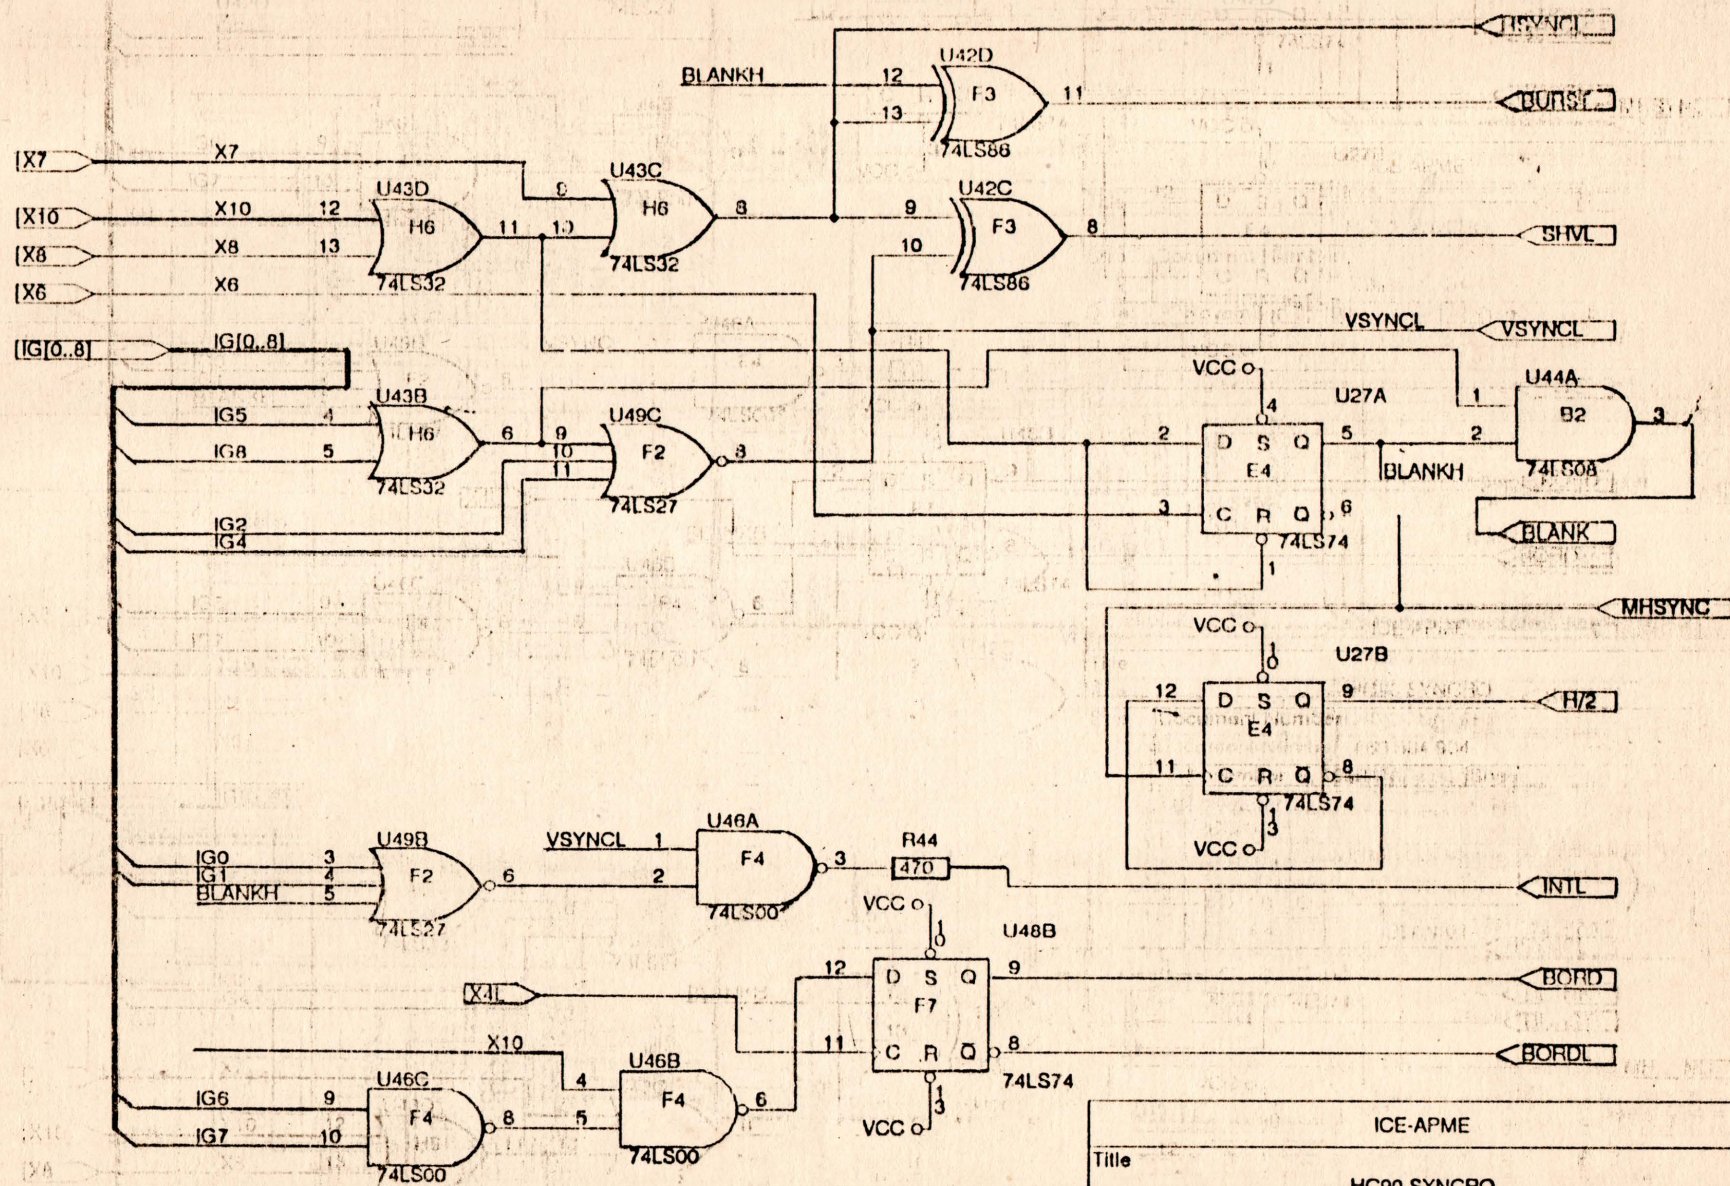 HSYNCL
U42D
BLANKH 12 F3 11 BURST
13
74LS86
X7 X7
U43C
U43D 9 U42C
X10 X10 12 H6 11 10 H6 8 9 F3 8 SHVL
X8 X8 13 10
74LS32 74LS32 74LS86
X6 X6
VSYNCL VSYNCL
IG[0..8] IG[0..8]
VCC U27A U44A
U43B 4 1 B2 3
IG5 4 H6 U49C
6 9 F2 8 2 D S Q 5 2
IG8 5 10 E4 BLANKH 74LS08
11
74LS32 74LS27
IG2 3 C R Q 6
IG4 74LS74 BLANK
1
MHSYNC
VCC 10 U27B
12 D S Q 9 H/2
E4
11 C R Q 8
74LS74
VCC 13
U49B VSYNCL 1 U46A R44
IG0 3 F4 3 470
IG1 4 F2 6 2
BLANKH 5 INTL
74LS27 74LS00
VCC 10 U48B
12 D S Q 9 BORD
X4L F7
X10 11 C R Q 8 BORDL
U46C U46B 74LS74
4
IG6 9 F4 F4 6
8 5 VCC 13
IG7 10
74LS00 74LS00
ICE-APME
Title